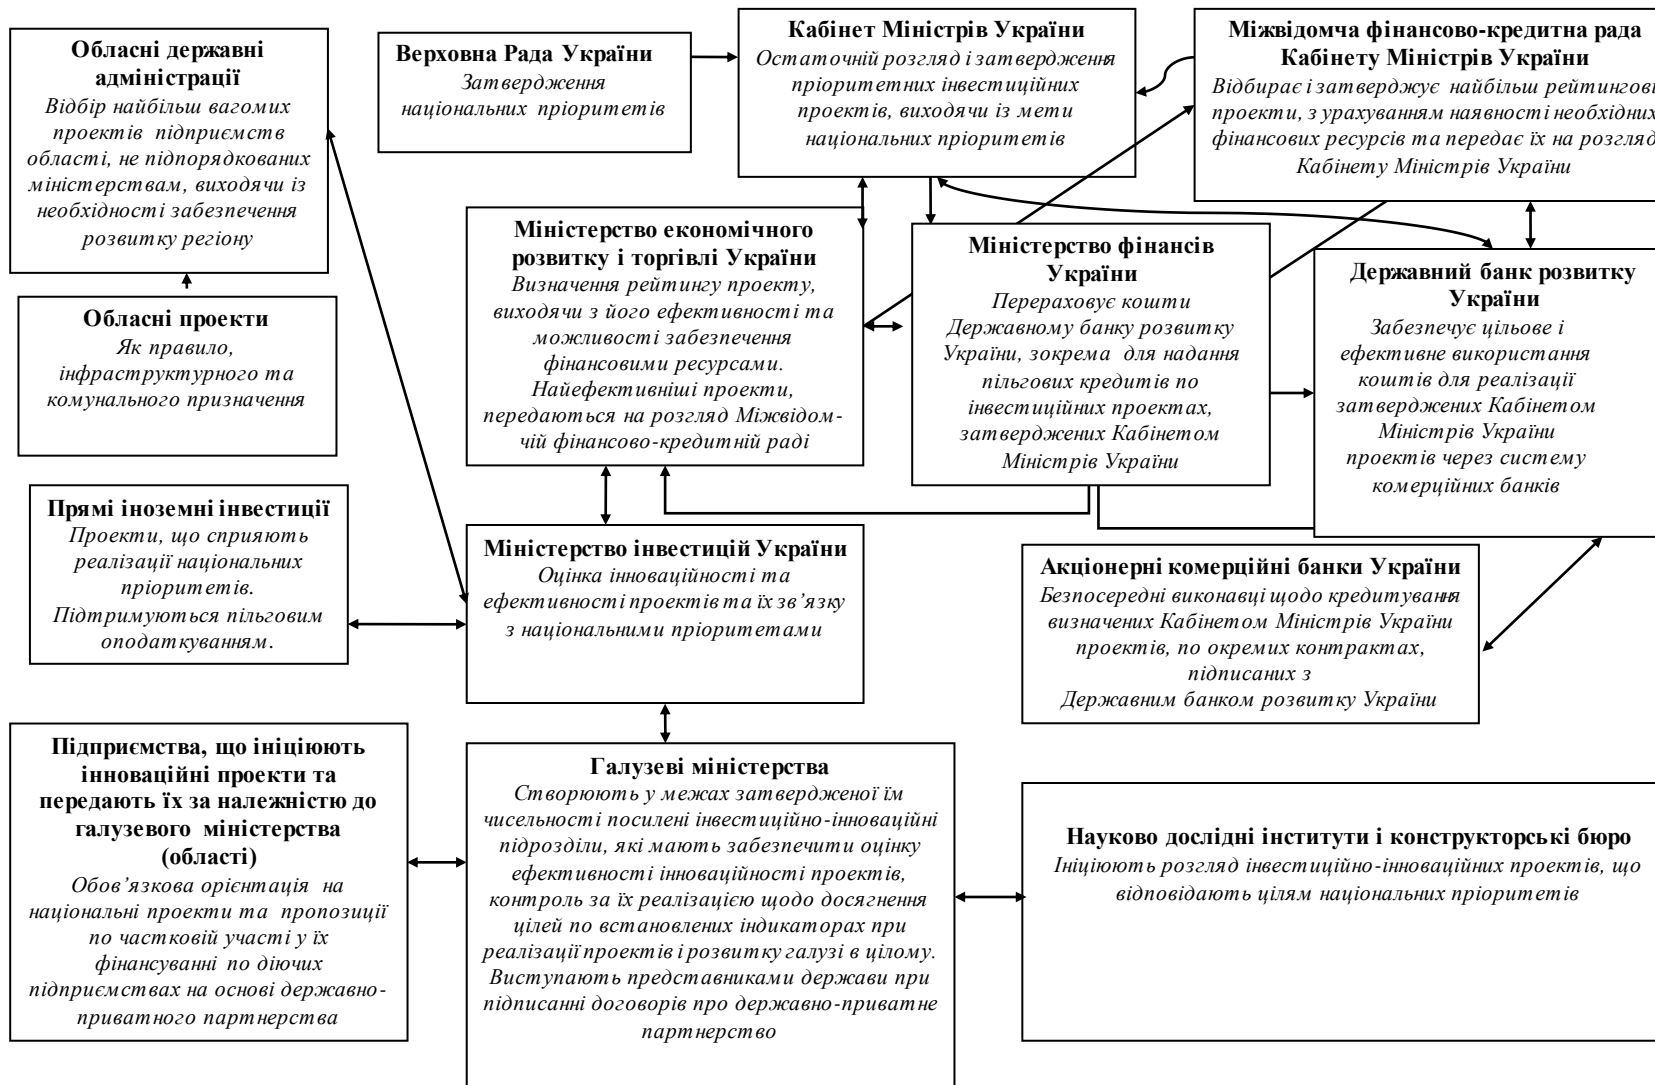 Обласні державні
адміністрації
Відбір найбільш вагомих
проектів підприємств
області, не підпорядкованих
міністерствам, виходячи із
необхідності забезпечення
розвитку регіону
Верховна Рада України
Затвердження
національних пріоритетів
Кабінет Міністрів України
Остаточній розгляд і затвердження
пріоритетних інвестиційних
проектів, виходячи із мети
національних пріоритетів
Міжвідомча фінансово-кредитна рада
Кабінету Міністрів України
Відбирає і затверджує найбільш рейтингові
проекти, з урахуванням наявності необхідних
фінансових ресурсів та передає їх на розгляд
Кабінету Міністрів України
Обласні проекти
Як правило,
інфраструктурного та
комунального призначення
Міністерство економічного
розвитку і торгівлі України
Визначення рейтингу проекту,
виходячи з його ефективності та
можливості забезпечення
фінансовими ресурсами.
Найефективніші проекти,
передаються на розгляд Міжвідом-
чій фінансово-кредитній раді
Міністерство фінансів
України
Перераховує кошти
Державному банку розвитку
України, зокрема для надання
пільгових кредитів по
інвестиційних проектах,
затверджених Кабінетом
Міністрів України
Державний банк розвитку
України
Забезпечує цільове і
ефективне використання
коштів для реалізації
затверджених Кабінетом
Міністрів України
проектів через систему
комерційних банків
Прямі іноземні інвестиції
Проекти, що сприяють
реалізації національних
пріоритетів.
Підтримуються пільговим
оподаткуванням.
Міністерство інвестицій України
Оцінка інноваційності та
ефективності проектів та їх зв’язку
з національними пріоритетами
Акціонерні комерційні банки України
Безпосередні виконавці щодо кредитування
визначених Кабінетом Міністрів України
проектів, по окремих контрактах,
підписаних з
Державним банком розвитку України
Підприємства, що ініціюють
інноваційні проекти та
передають їх за належністю до
галузевого міністерства
(області)
Обов’язкова орієнтація на
національні проекти та пропозиції
по частковій участі у їх
фінансуванні по діючих
підприємствах на основі державно-
приватного партнерства
Галузеві міністерства
Створюють у межах затвердженої їм
чисельності посилені інвестиційно-інноваційні
підрозділи, які мають забезпечити оцінку
ефективності інноваційності проектів,
контроль за їх реалізацією щодо досягнення
цілей по встановлених індикаторах при
реалізації проектів і розвитку галузі в цілому.
Виступають представниками держави при
підписанні договорів про державно-приватне
партнерство
Науково дослідні інститути і конструкторські бюро
Ініціюють розгляд інвестиційно-інноваційних проектів, що
відповідають цілям національних пріоритетів